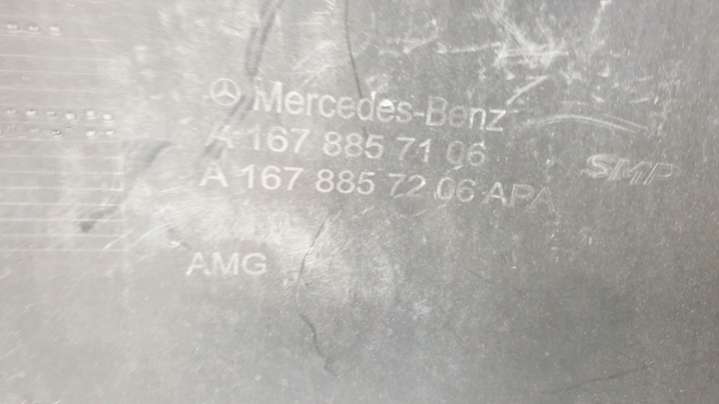 Mercedes-Benz
A 167 885 71 06
A 167 885 72 06 APA
SMP
AMG